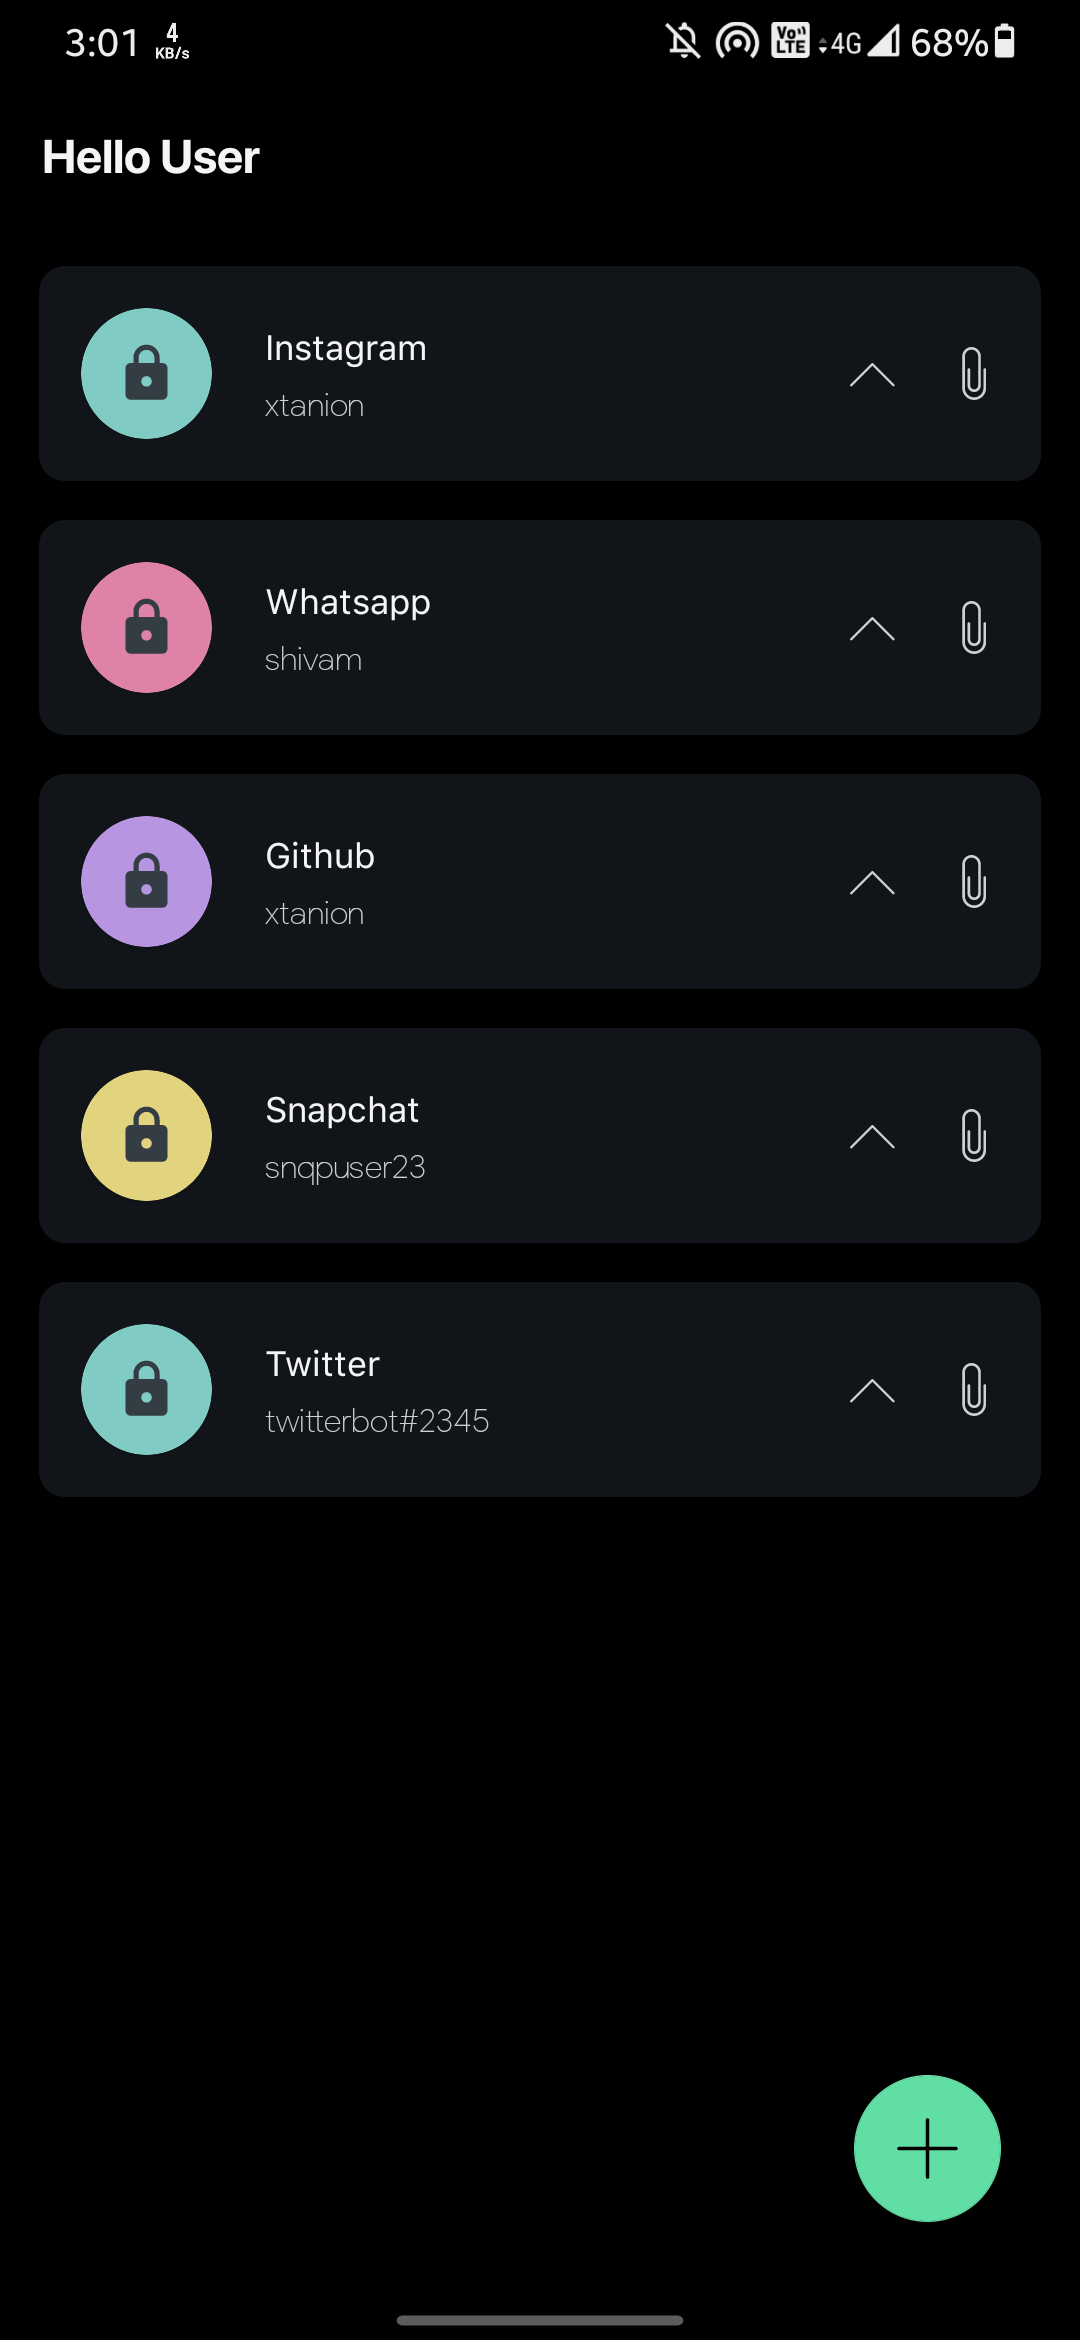 3:01 4 KB/s Vo)) LTE 4G 68%
Hello User
Instagram
xtanion
Whatsapp
shivam
Github
xtanion
Snapchat
snqpuser23
Twitter
twitterbot#2345